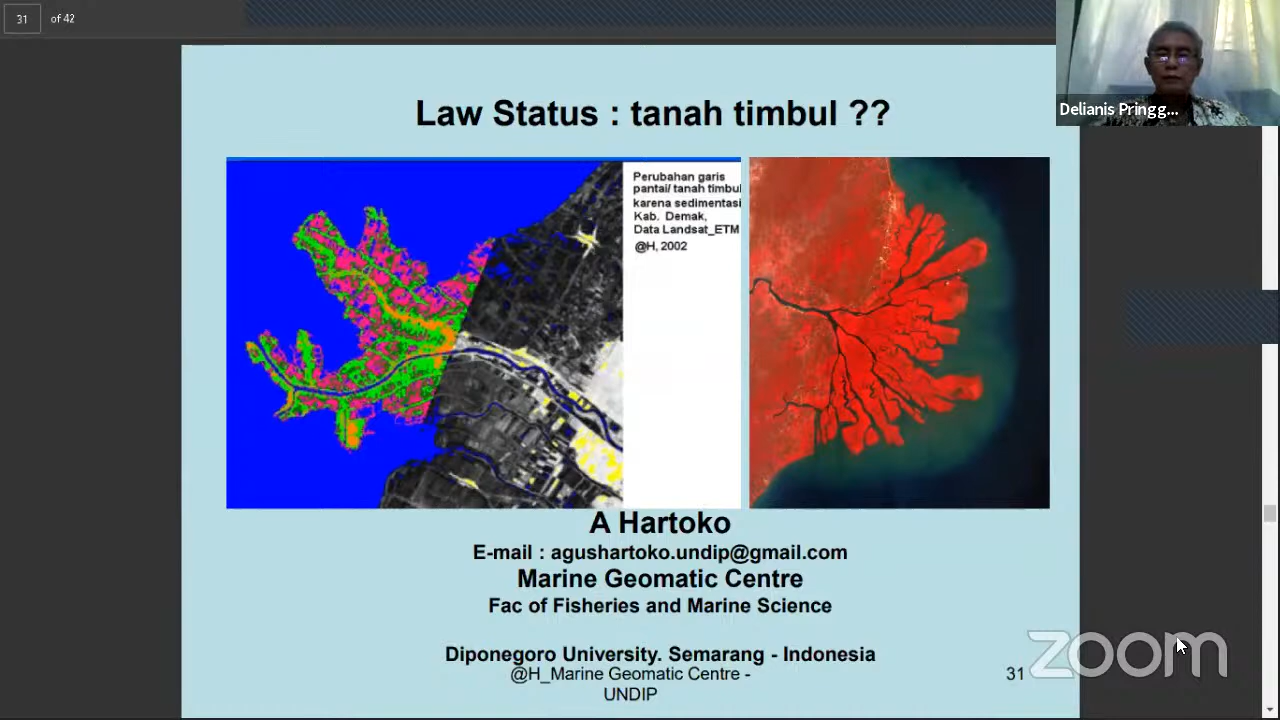 31 of 42
Delianis Pringg...
Law Status : tanah timbul ??
Perubahan garis
pantai/ tanah timbul
karena sedimentasi
Kab. Demak,
Data Landsat_ETM
@H, 2002
A Hartoko
E-mail : agushartoko.undip@gmail.com
Marine Geomatic Centre
Fac of Fisheries and Marine Science
Diponegoro University. Semarang - Indonesia
@H_Marine Geomatic Centre -
UNDIP
31
zoom